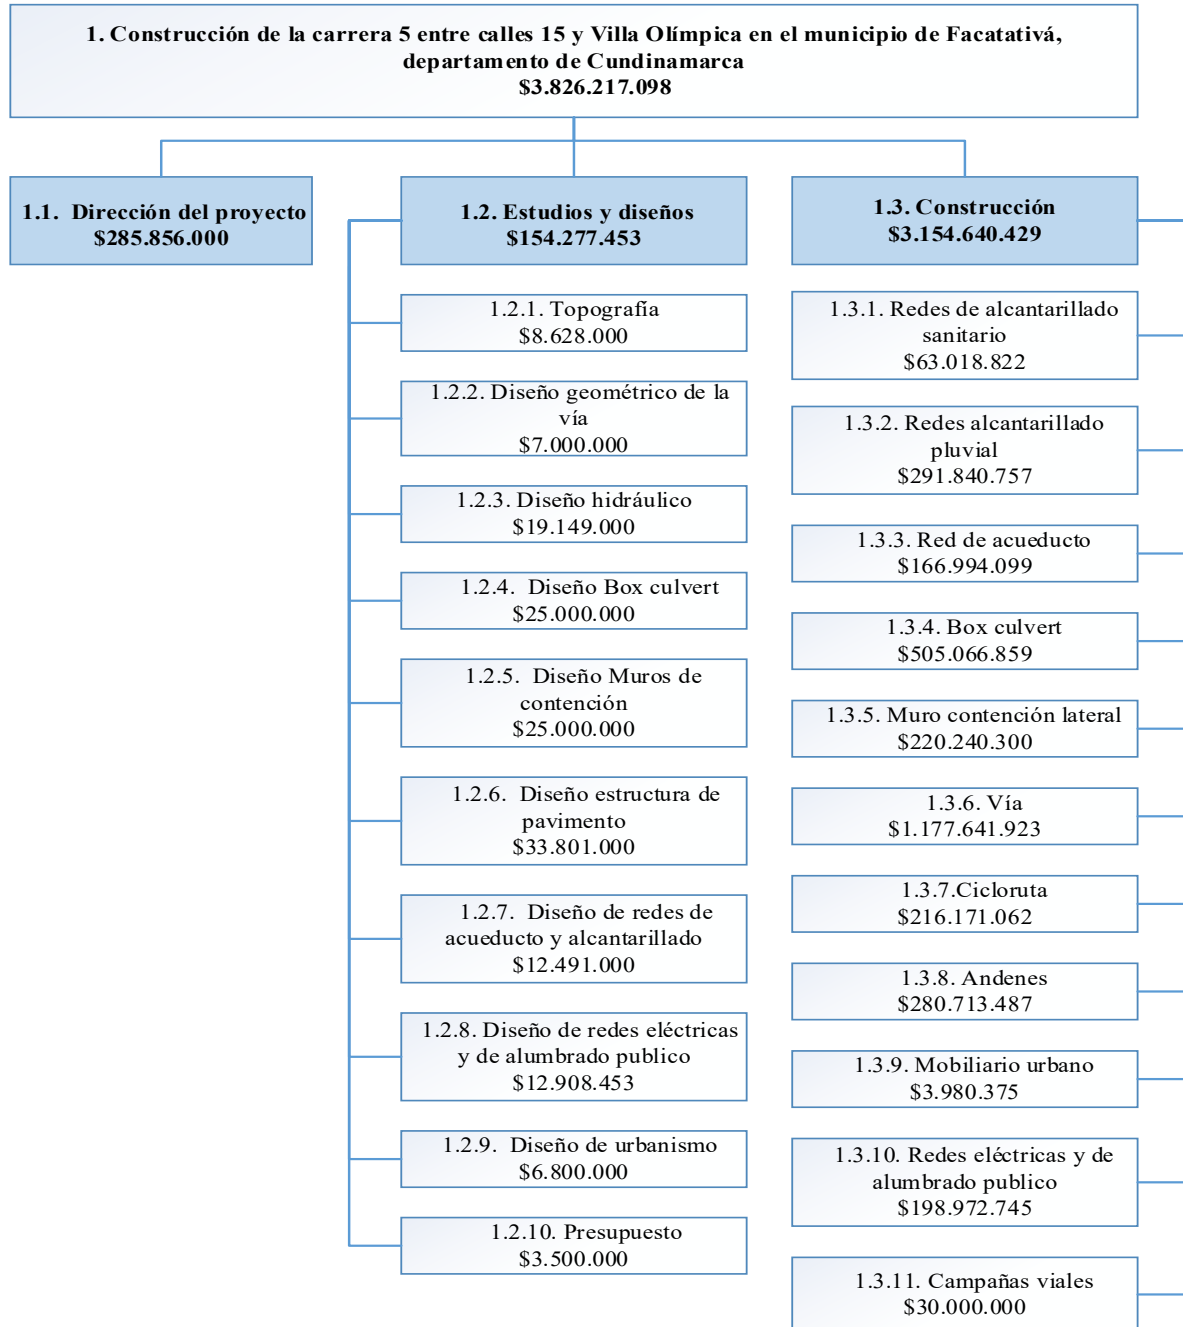 1. Construcción de la carrera 5 entre calles 15 y Villa Olímpica en el municipio de Facatativá,
departamento de Cundinamarca
$3.826.217.098
1.1. Dirección del proyecto
$285.856.000
1.2. Estudios y diseños
$154.277.453
1.2.1. Topografía
$8.628.000
1.2.2. Diseño geométrico de la
vía
$7.000.000
1.2.3. Diseño hidráulico
$19.149.000
1.2.4. Diseño Box culvert
$25.000.000
1.2.5. Diseño Muros de
contención
$25.000.000
1.2.6. Diseño estructura de
pavimento
$33.801.000
1.2.7. Diseño de redes de
acueducto y alcantarillado
$12.491.000
1.2.8. Diseño de redes eléctricas
y de alumbrado publico
$12.908.453
1.2.9. Diseño de urbanismo
$6.800.000
1.2.10. Presupuesto
$3.500.000
1.3. Construcción
$3.154.640.429
1.3.1. Redes de alcantarillado
sanitario
$63.018.822
1.3.2. Redes alcantarillado
pluvial
$291.840.757
1.3.3. Red de acueducto
$166.994.099
1.3.4. Box culvert
$505.066.859
1.3.5. Muro contención lateral
$220.240.300
1.3.6. Vía
$1.177.641.923
1.3.7.Cicloruta
$216.171.062
1.3.8. Andenes
$280.713.487
1.3.9. Mobiliario urbano
$3.980.375
1.3.10. Redes eléctricas y de
alumbrado publico
$198.972.745
1.3.11. Campañas viales
$30.000.000